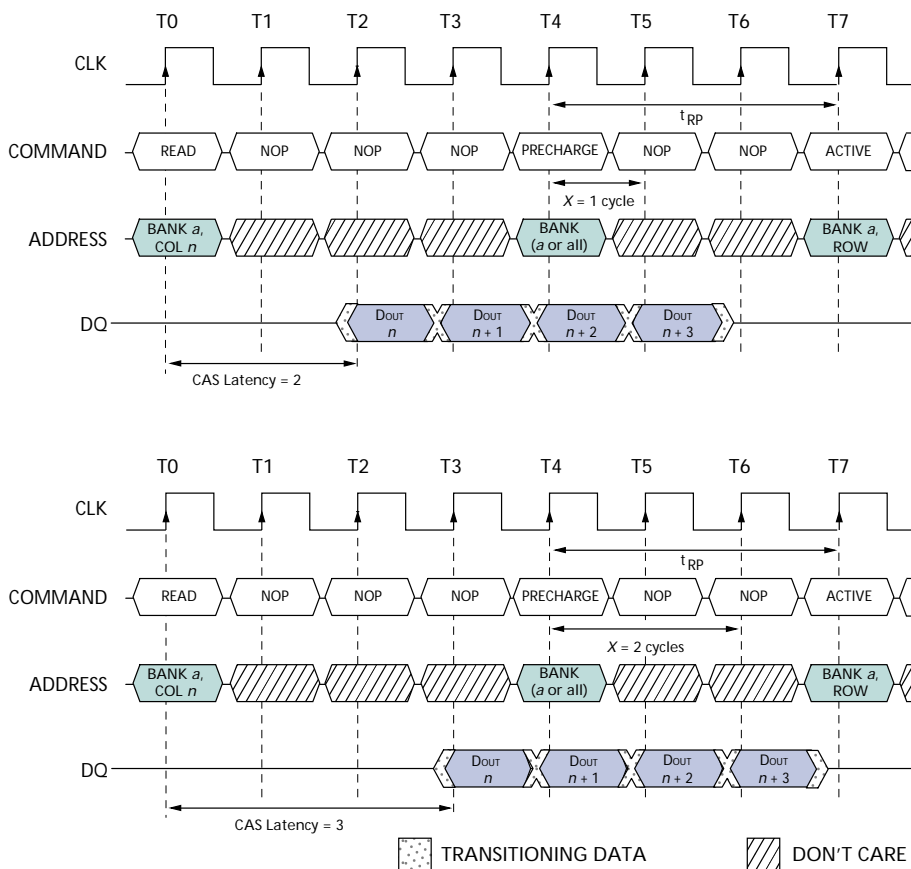 T0 T1 T2 T3 T4 T5 T6 T7
CLK
tRP
COMMAND READ NOP NOP NOP PRECHARGE NOP NOP ACTIVE
X = 1 cycle
ADDRESS BANK a, COL n BANK (a or all) BANK a, ROW
DQ DOUT n DOUT n + 1 DOUT n + 2 DOUT n + 3
CAS Latency = 2
T0 T1 T2 T3 T4 T5 T6 T7
CLK
tRP
COMMAND READ NOP NOP NOP PRECHARGE NOP NOP ACTIVE
X = 2 cycles
ADDRESS BANK a, COL n BANK (a or all) BANK a, ROW
DQ DOUT n DOUT n + 1 DOUT n + 2 DOUT n + 3
CAS Latency = 3
TRANSITIONING DATA DON'T CARE